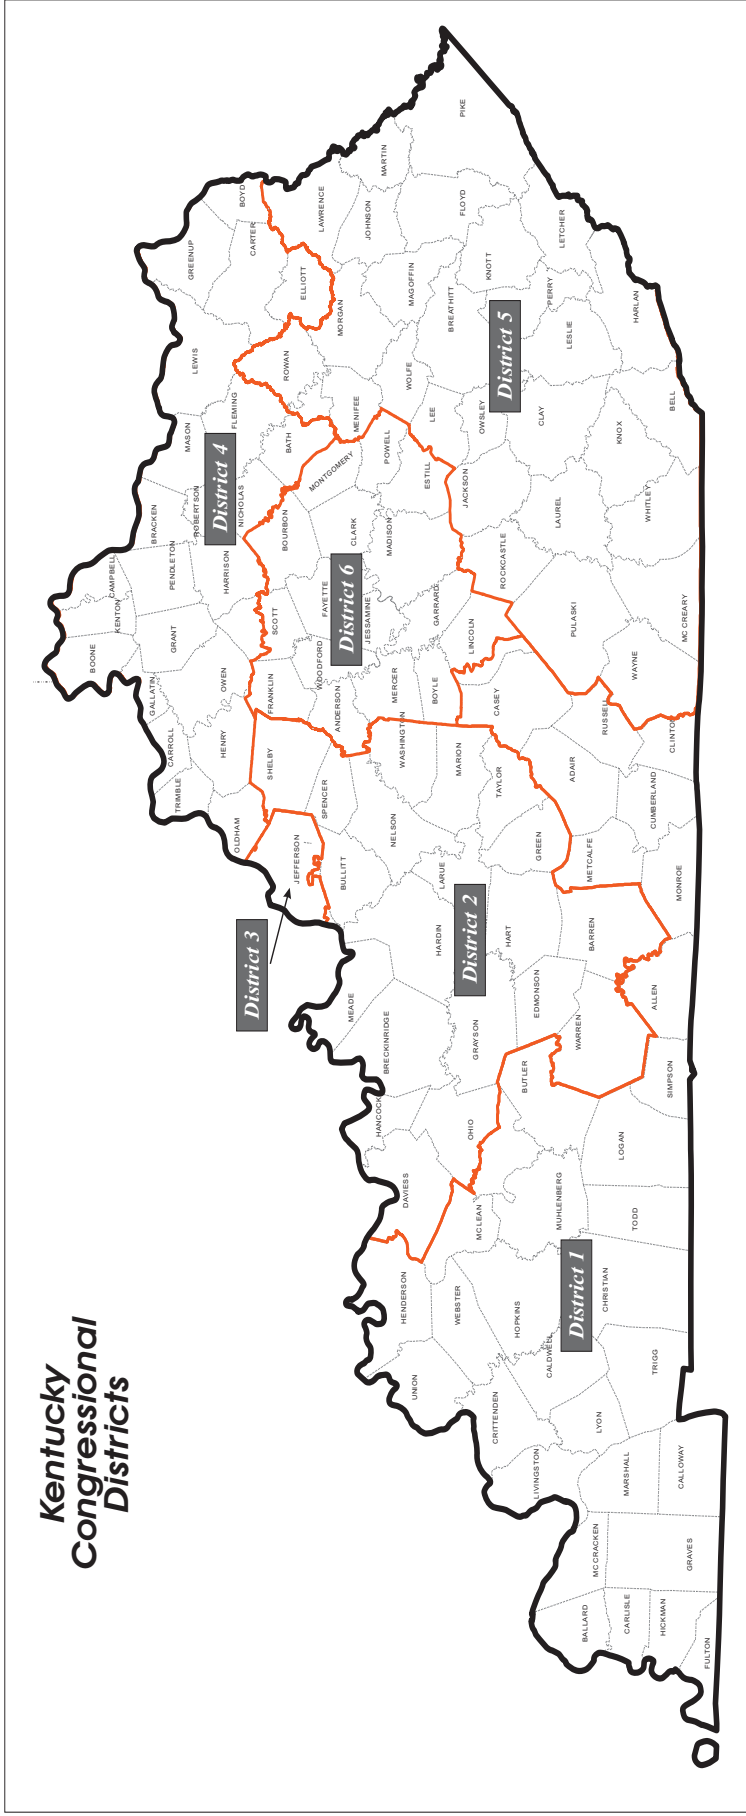 Kentucky
Congressional
Districts
District 1
District 2
District 3
District 4
District 5
District 6
BOONE
KENTON
CAMPBELL
GALLATIN
GRANT
PENDLETON
BRACKEN
CARROLL
TRIMBLE
OWEN
HENRY
OLDHAM
HARRISON
ROBERTSON
MASON
NICHOLAS
FLEMING
LEWIS
GREENUP
CARTER
BOYD
ELLIOTT
LAWRENCE
ROWAN
BATH
MORGAN
MENIFEE
JOHNSON
MARTIN
MAGOFFIN
WOLFE
FLOYD
PIKE
BREATHITT
LEE
OWSLEY
KNOTT
PERRY
LETCHER
LESLIE
CLAY
JACKSON
HARLAN
BELL
KNOX
LAUREL
WHITLEY
ROCKCASTLE
PULASKI
WAYNE
MC CREARY
SCOTT
BOURBON
FRANKLIN
FAYETTE
WOODFORD
ANDERSON
JESSAMINE
CLARK
MONTGOMERY
POWELL
ESTILL
MADISON
GARRARD
MERCER
BOYLE
LINCOLN
JEFFERSON
SHELBY
SPENCER
BULLITT
NELSON
WASHINGTON
MARION
TAYLOR
GREEN
LARUE
HARDIN
HART
MEADE
BRECKINRIDGE
GRAYSON
EDMONSON
BARREN
WARREN
HANCOCK
OHIO
DAVIESS
CASEY
RUSSELL
ADAIR
CLINTON
CUMBERLAND
METCALFE
MONROE
ALLEN
SIMPSON
BUTLER
LOGAN
MUHLENBERG
TODD
MC LEAN
HENDERSON
WEBSTER
UNION
HOPKINS
CHRISTIAN
CALDWELL
CRITTENDEN
LYON
TRIGG
LIVINGSTON
MARSHALL
CALLOWAY
MC CRACKEN
GRAVES
BALLARD
CARLISLE
HICKMAN
FULTON